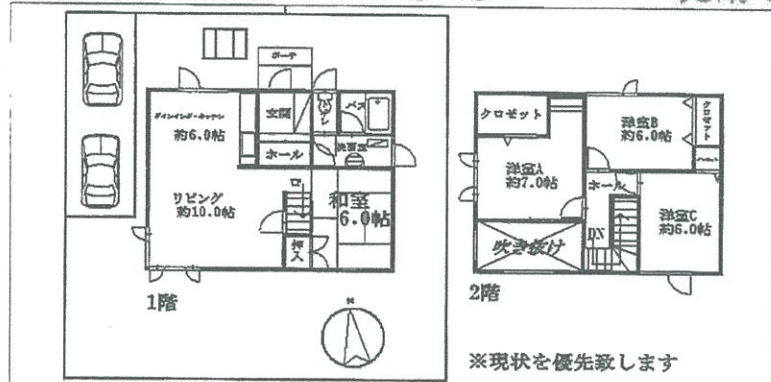 ポーチ
ダイニング・キッチン
約6.0帖
玄関
トイレ
バス
ホール
洗面室
リビング
約10.0帖
和室
6.0帖
押入
1階
N
クロゼット
洋室B
約6.0帖
クロゼット
洋室A
約7.0帖
ホール
洋室C
約6.0帖
吹き抜け
DN
2階
※現状を優先致します